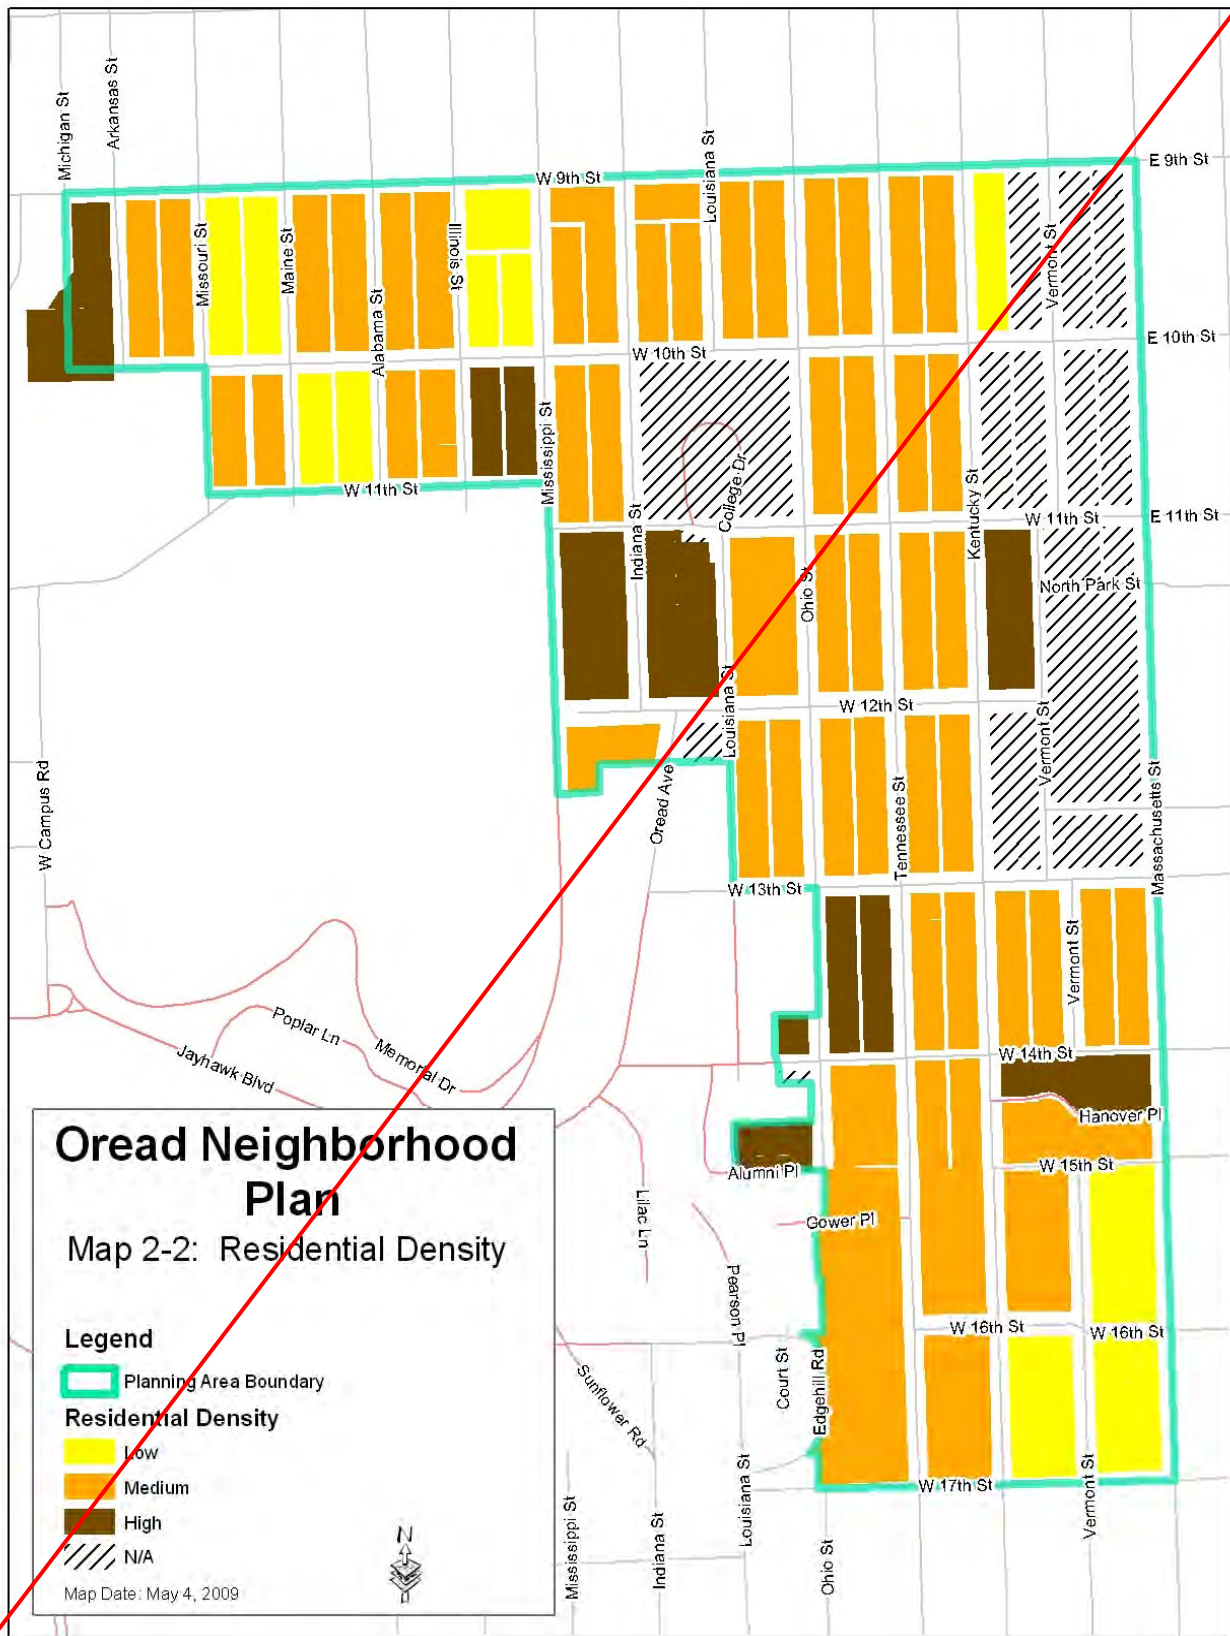 Michigan St
Arkansas St
W 9th St
Louisiana St
E 9th St
Missouri St
Maine St
Alabama St
Illinois St
Vermont St
W 10th St
E 10th St
Mississippi St
W 11th St
College Dr
Indiana St
Kentucky St
W 11th St
E 11th St
Ohio St
North Park St
Louisiana St
W 12th St
Vermont St
W Campus Rd
Oread Ave
Tennessee St
Massachusetts St
W 13th St
Vermont St
Poplar Ln
Memorial Dr
Jayhawk Blvd
W 14th St
Hanover Pl
Alumni Pl
W 15th St
Lilac Ln
Gower Pl
Pearson Pl
W 16th St
W 16th St
Court St
Edgehill Rd
Sunflower Rd
W 17th St
Mississippi St
Indiana St
Louisiana St
Ohio St
Vermont St
Oread Neighborhood
Plan
Map 2-2: Residential Density
Legend
Planning Area Boundary
Residential Density
Low
Medium
High
N/A
N
Map Date: May 4, 2009